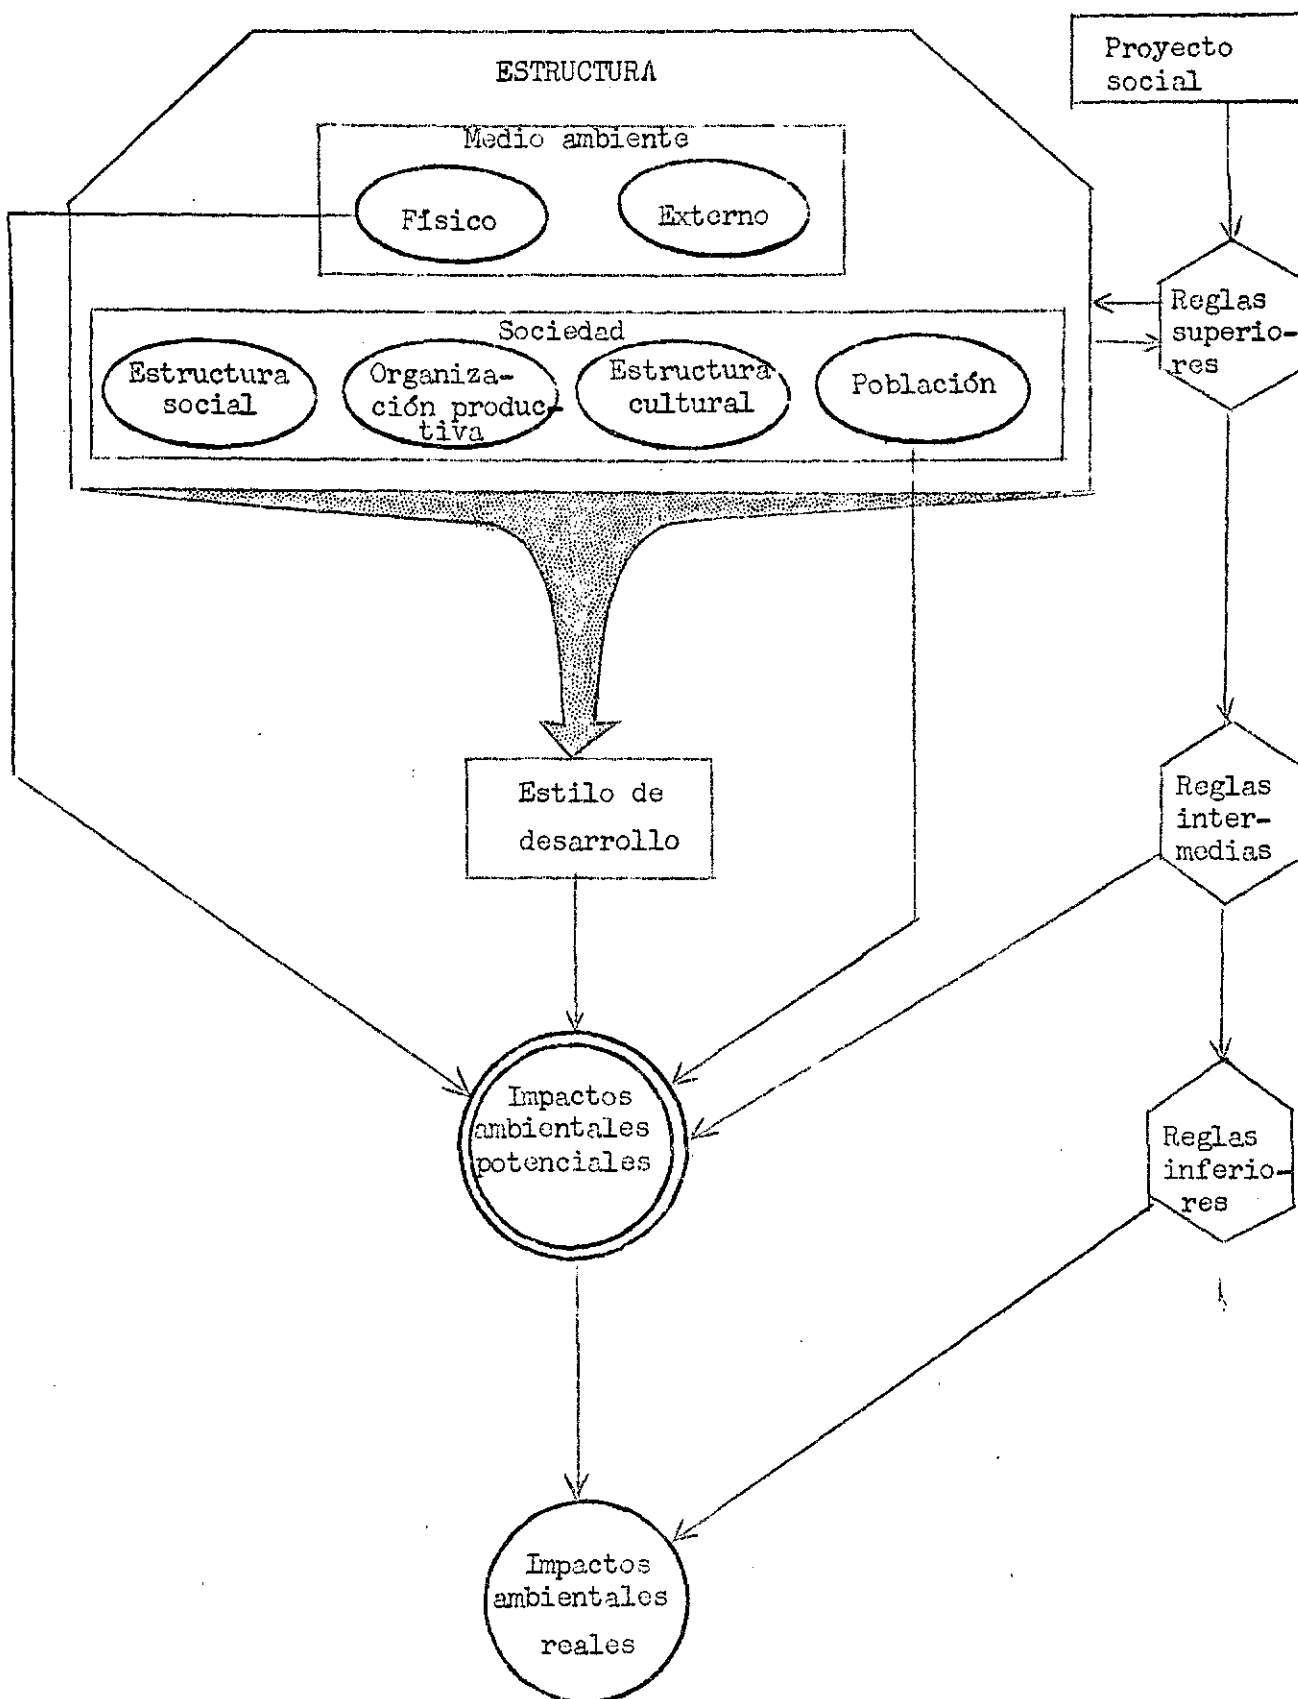 ESTRUCTURA
Medio ambiente
Físico
Externo
Sociedad
Estructura
social
Organiza-
ción produc-
tiva
Estructura
cultural
Población
Proyecto
social
Reglas
superio-
res
Estilo de
desarrollo
Reglas
inter-
medias
Impactos
ambientales
potenciales
Reglas
inferio-
res
Impactos
ambientales
reales